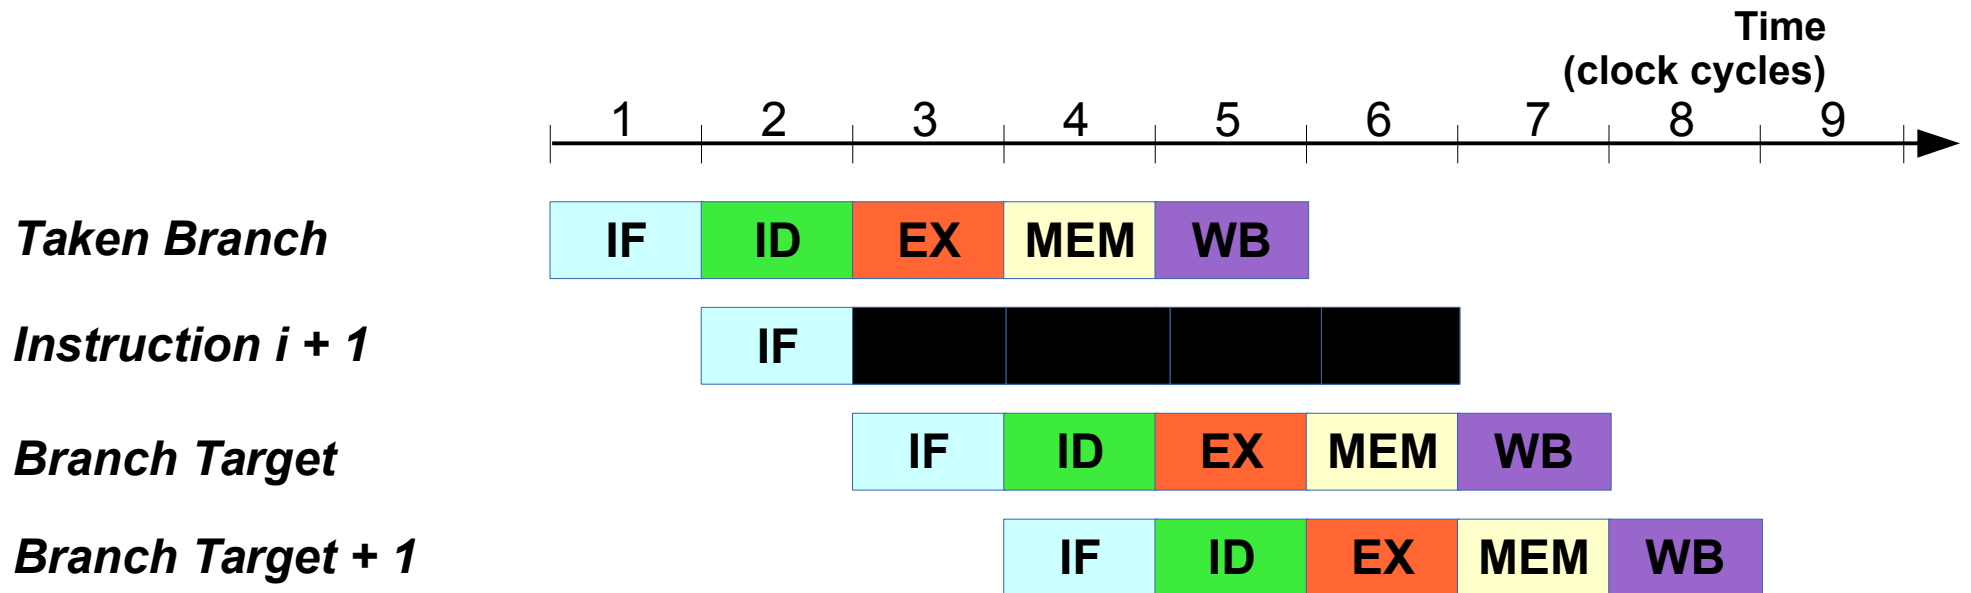 Time
(clock cycles)
1 2 3 4 5 6 7 8 9
Taken Branch IF ID EX MEM WB
Instruction i + 1 IF
Branch Target IF ID EX MEM WB
Branch Target + 1 IF ID EX MEM WB